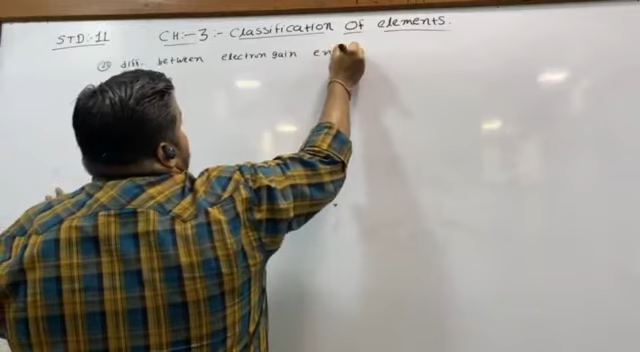 STD:-11 CH:-3:- Classification Of elements.
diff. between electron gain en